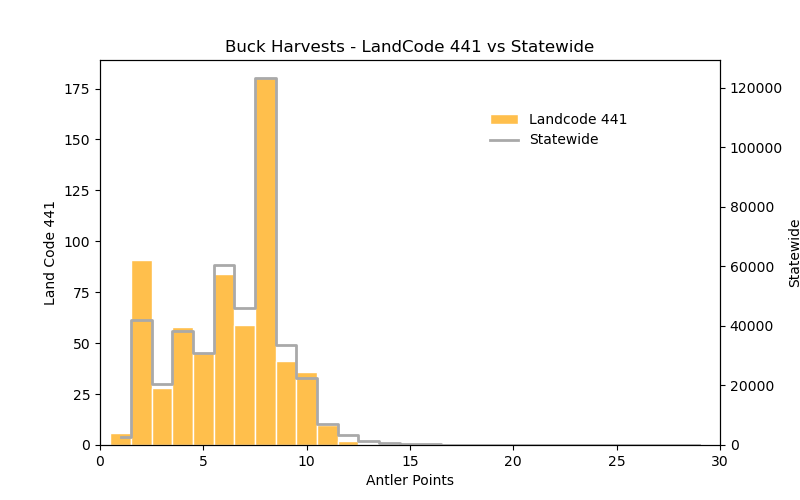 Buck Harvests - LandCode 441 vs Statewide
Landcode 441
Statewide
Land Code 441
175
150
125
100
75
50
25
0
Statewide
120000
100000
80000
60000
40000
20000
0
0 5 10 15 20 25 30
Antler Points